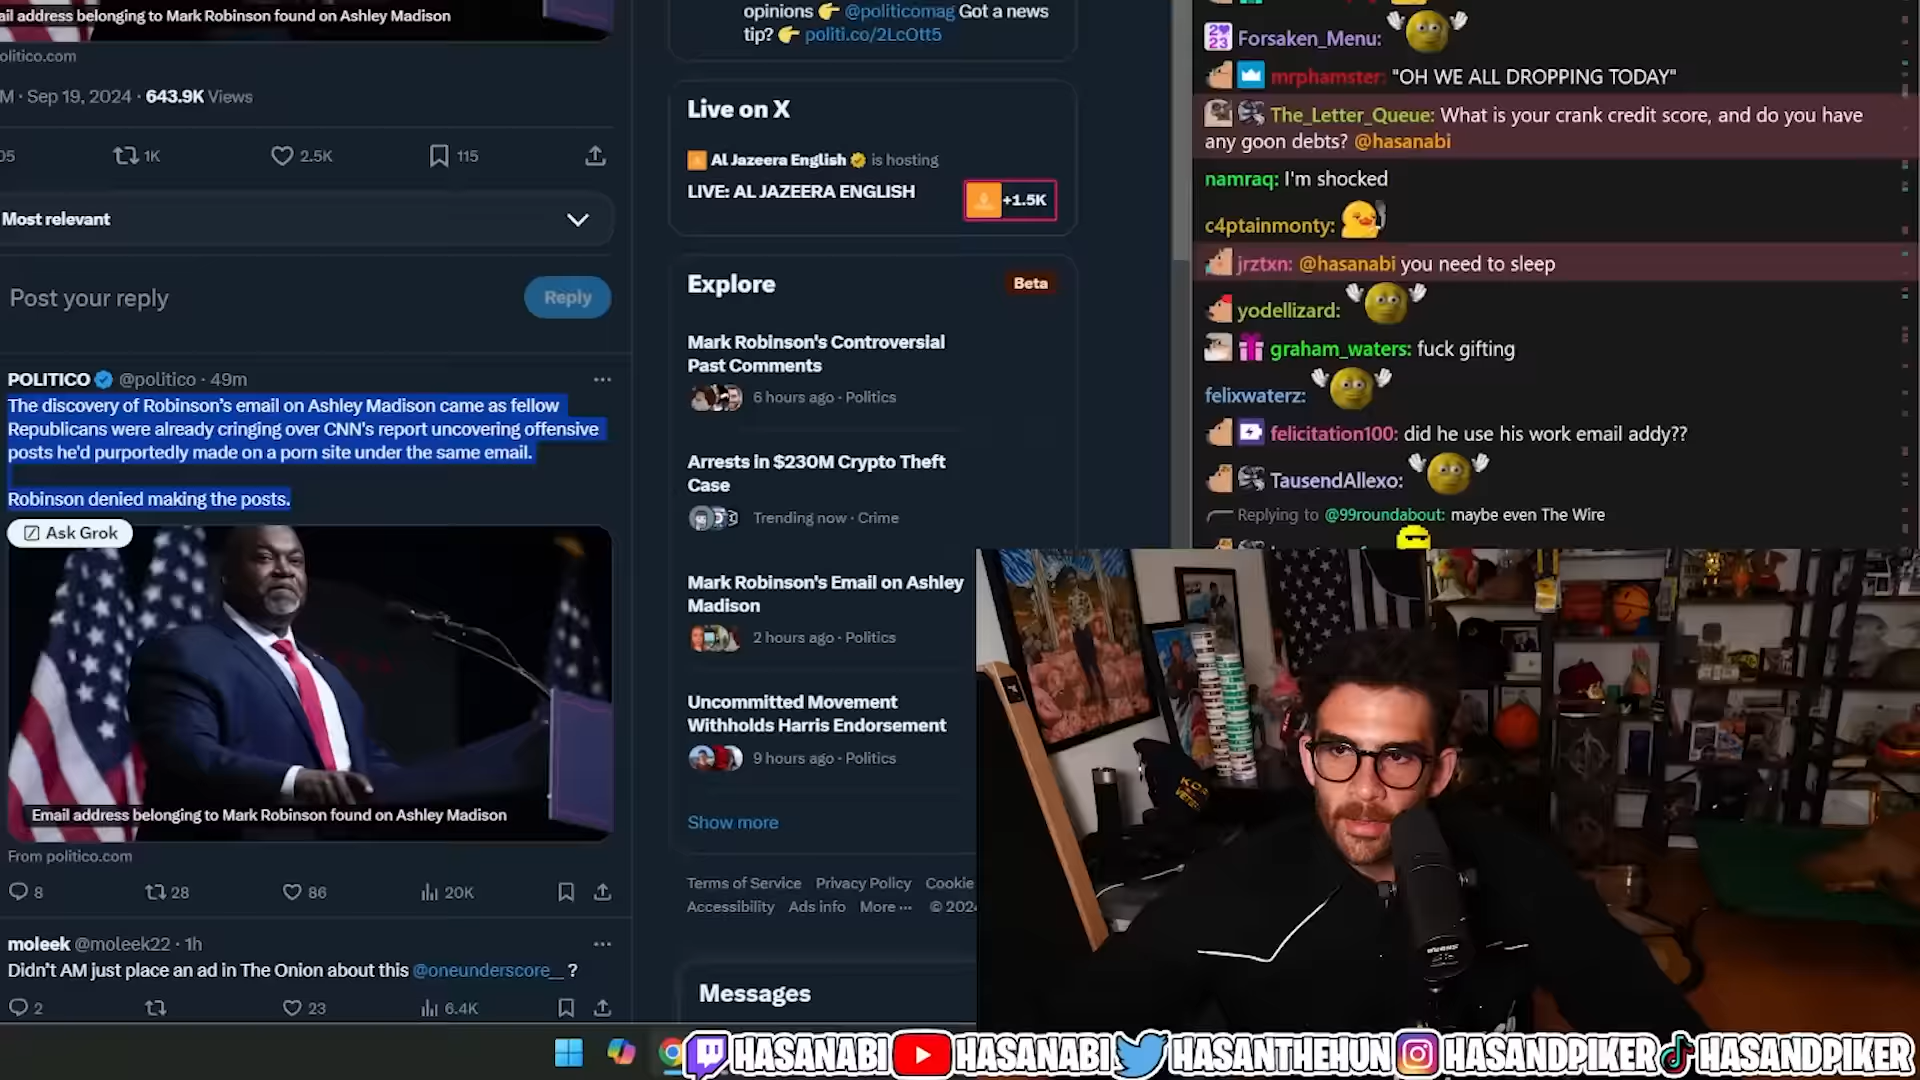 ail address belonging to Mark Robinson found on Ashley Madison
olitico.com
M · Sep 19, 2024 · 643.9K Views
05
1K
2.5K
115
Most relevant
Post your reply
Reply
POLITICO @politico · 49m
The discovery of Robinson's email on Ashley Madison came as fellow
Republicans were already cringing over CNN's report uncovering offensive
posts he'd purportedly made on a porn site under the same email.
Robinson denied making the posts.
Ask Grok
Email address belonging to Mark Robinson found on Ashley Madison
From politico.com
8
28
86
20K
moleek @moleek22 · 1h
Didn't AM just place an ad in The Onion about this @oneunderscore__ ?
2
23
6.4K
opinions 👉 @politicomag Got a news
tip? 👉 politi.co/2LcOtt5
Live on X
Al Jazeera English is hosting
LIVE: AL JAZEERA ENGLISH
+1.5K
Explore
Beta
Mark Robinson's Controversial
Past Comments
6 hours ago · Politics
Arrests in $230M Crypto Theft
Case
Trending now · Crime
Mark Robinson's Email on Ashley
Madison
2 hours ago · Politics
Uncommitted Movement
Withholds Harris Endorsement
9 hours ago · Politics
Show more
Terms of Service Privacy Policy Cookie
Accessibility Ads info More ··· © 202
Messages
Forsaken_Menu:
mrphamster: "OH WE ALL DROPPING TODAY"
The_Letter_Queue: What is your crank credit score, and do you have
any goon debts? @hasanabi
namraq: I'm shocked
c4ptainmonty:
jrztxn: @hasanabi you need to sleep
yodellizard:
graham_waters: fuck gifting
felixwaterz:
felicitation100: did he use his work email addy??
TausendAllexo:
Replying to @99roundabout: maybe even The Wire
HASANABI HASANABI HASANTHEHUN HASANDPIKER HASANDPIKER